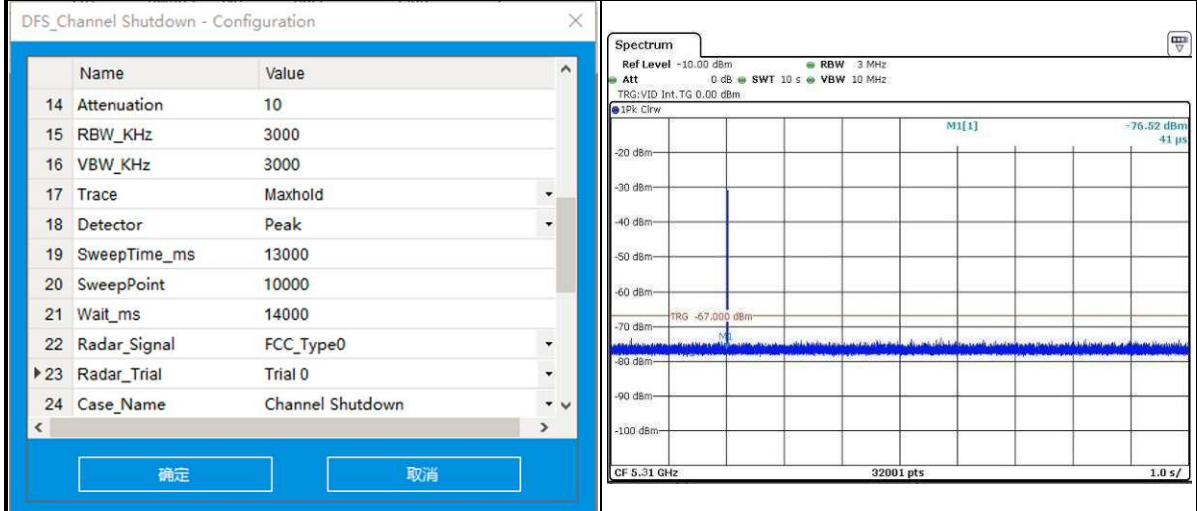 DFS_Channel Shutdown - Configuration
Name Value
14 Attenuation 10
15 RBW_KHz 3000
16 VBW_KHz 3000
17 Trace Maxhold
18 Detector Peak
19 SweepTime_ms 13000
20 SweepPoint 10000
21 Wait_ms 14000
22 Radar_Signal FCC_Type0
23 Radar_Trial Trial 0
24 Case_Name Channel Shutdown
确定 取消
Spectrum
Ref Level -10.00 dBm RBW 3 MHz
Att 0 dB SWT 10 s VBW 10 MHz
TRG:VID Int.TG 0.00 dBm
1Pk Clrw
M1[1] -76.52 dBm
41 µs
-20 dBm
-30 dBm
-40 dBm
-50 dBm
-60 dBm
TRG -67.000 dBm
-70 dBm
M1
-80 dBm
-90 dBm
-100 dBm
CF 5.31 GHz 32001 pts 1.0 s/